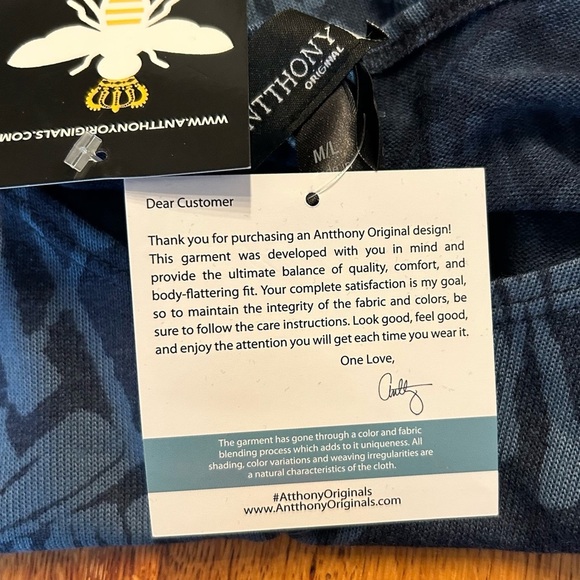 WWW.ANTTHONYORIGINALS.COM
ANTTHONY
ORIGINAL
M/L
Dear Customer
Thank you for purchasing an Antthony Original design!
This garment was developed with you in mind and
provide the ultimate balance of quality, comfort, and
body-flattering fit. Your complete satisfaction is my goal,
so to maintain the integrity of the fabric and colors, be
sure to follow the care instructions. Look good, feel good,
and enjoy the attention you will get each time you wear it.
One Love,
The garment has gone through a color and fabric
blending process which adds to it uniqueness. All
shading, color variations and weaving irregularities are
a natural characteristics of the cloth.
#AtthonyOriginals
www.AntthonyOriginals.com